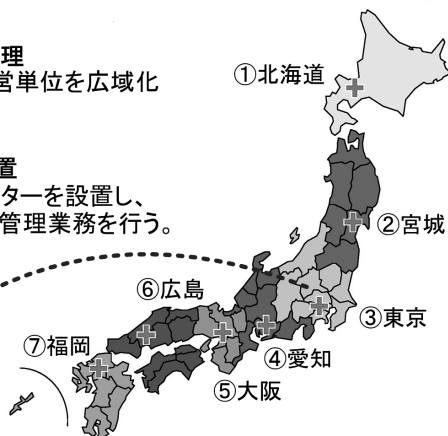 理
営単位を広域化
置
ターを設置し、
管理業務を行う。
①北海道
②宮城
③東京
④愛知
⑤大阪
⑥広島
⑦福岡